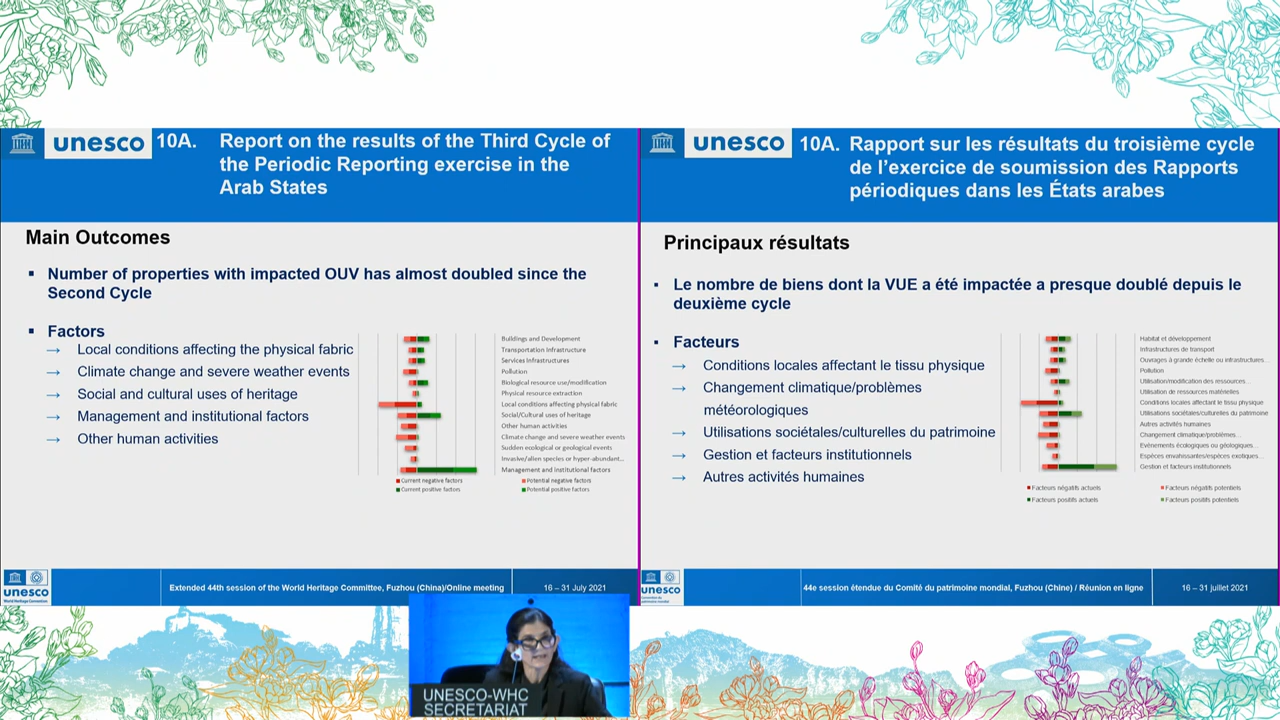 unesco
10A. Report on the results of the Third Cycle of
the Periodic Reporting exercise in the
Arab States
Main Outcomes
▪ Number of properties with impacted OUV has almost doubled since the
Second Cycle
▪ Factors
→ Local conditions affecting the physical fabric
→ Climate change and severe weather events
→ Social and cultural uses of heritage
→ Management and institutional factors
→ Other human activities
Buildings and Development
Transportation Infrastructure
Services Infrastructures
Pollution
Biological resource use/modification
Physical resource extraction
Local conditions affecting physical fabric
Social/Cultural uses of heritage
Other human activities
Climate change and severe weather events
Sudden ecological or geological events
Invasive/alien species or hyper-abundant...
Management and institutional factors
Current negative factors
Potential negative factors
Current positive factors
Potential positive factors
unesco
World Heritage Convention
Extended 44th session of the World Heritage Committee, Fuzhou (China)/Online meeting
16 – 31 July 2021
unesco
10A. Rapport sur les résultats du troisième cycle
de l'exercice de soumission des Rapports
périodiques dans les États arabes
Principaux résultats
▪ Le nombre de biens dont la VUE a été impactée a presque doublé depuis le
deuxième cycle
▪ Facteurs
→ Conditions locales affectant le tissu physique
→ Changement climatique/problèmes
météorologiques
→ Utilisations sociétales/culturelles du patrimoine
→ Gestion et facteurs institutionnels
→ Autres activités humaines
Habitat et développement
Infrastructures de transport
Ouvrages à grande échelle ou infrastructures...
Pollution
Utilisation/modification des ressources...
Utilisation de ressources matérielles
Conditions locales affectant le tissu physique
Utilisations sociétales/culturelles du patrimoine
Autres activités humaines
Changement climatique/problèmes...
Evénements écologiques ou géologiques...
Espèces envahissantes/espèces exotiques...
Gestion et facteurs institutionnels
Facteurs négatifs actuels
Facteurs négatifs potentiels
Facteurs positifs actuels
Facteurs positifs potentiels
unesco
44e session étendue du Comité du patrimoine mondial, Fuzhou (Chine) / Réunion en ligne
16 – 31 juillet 2021
UNESCO-WHC
SECRETARIAT